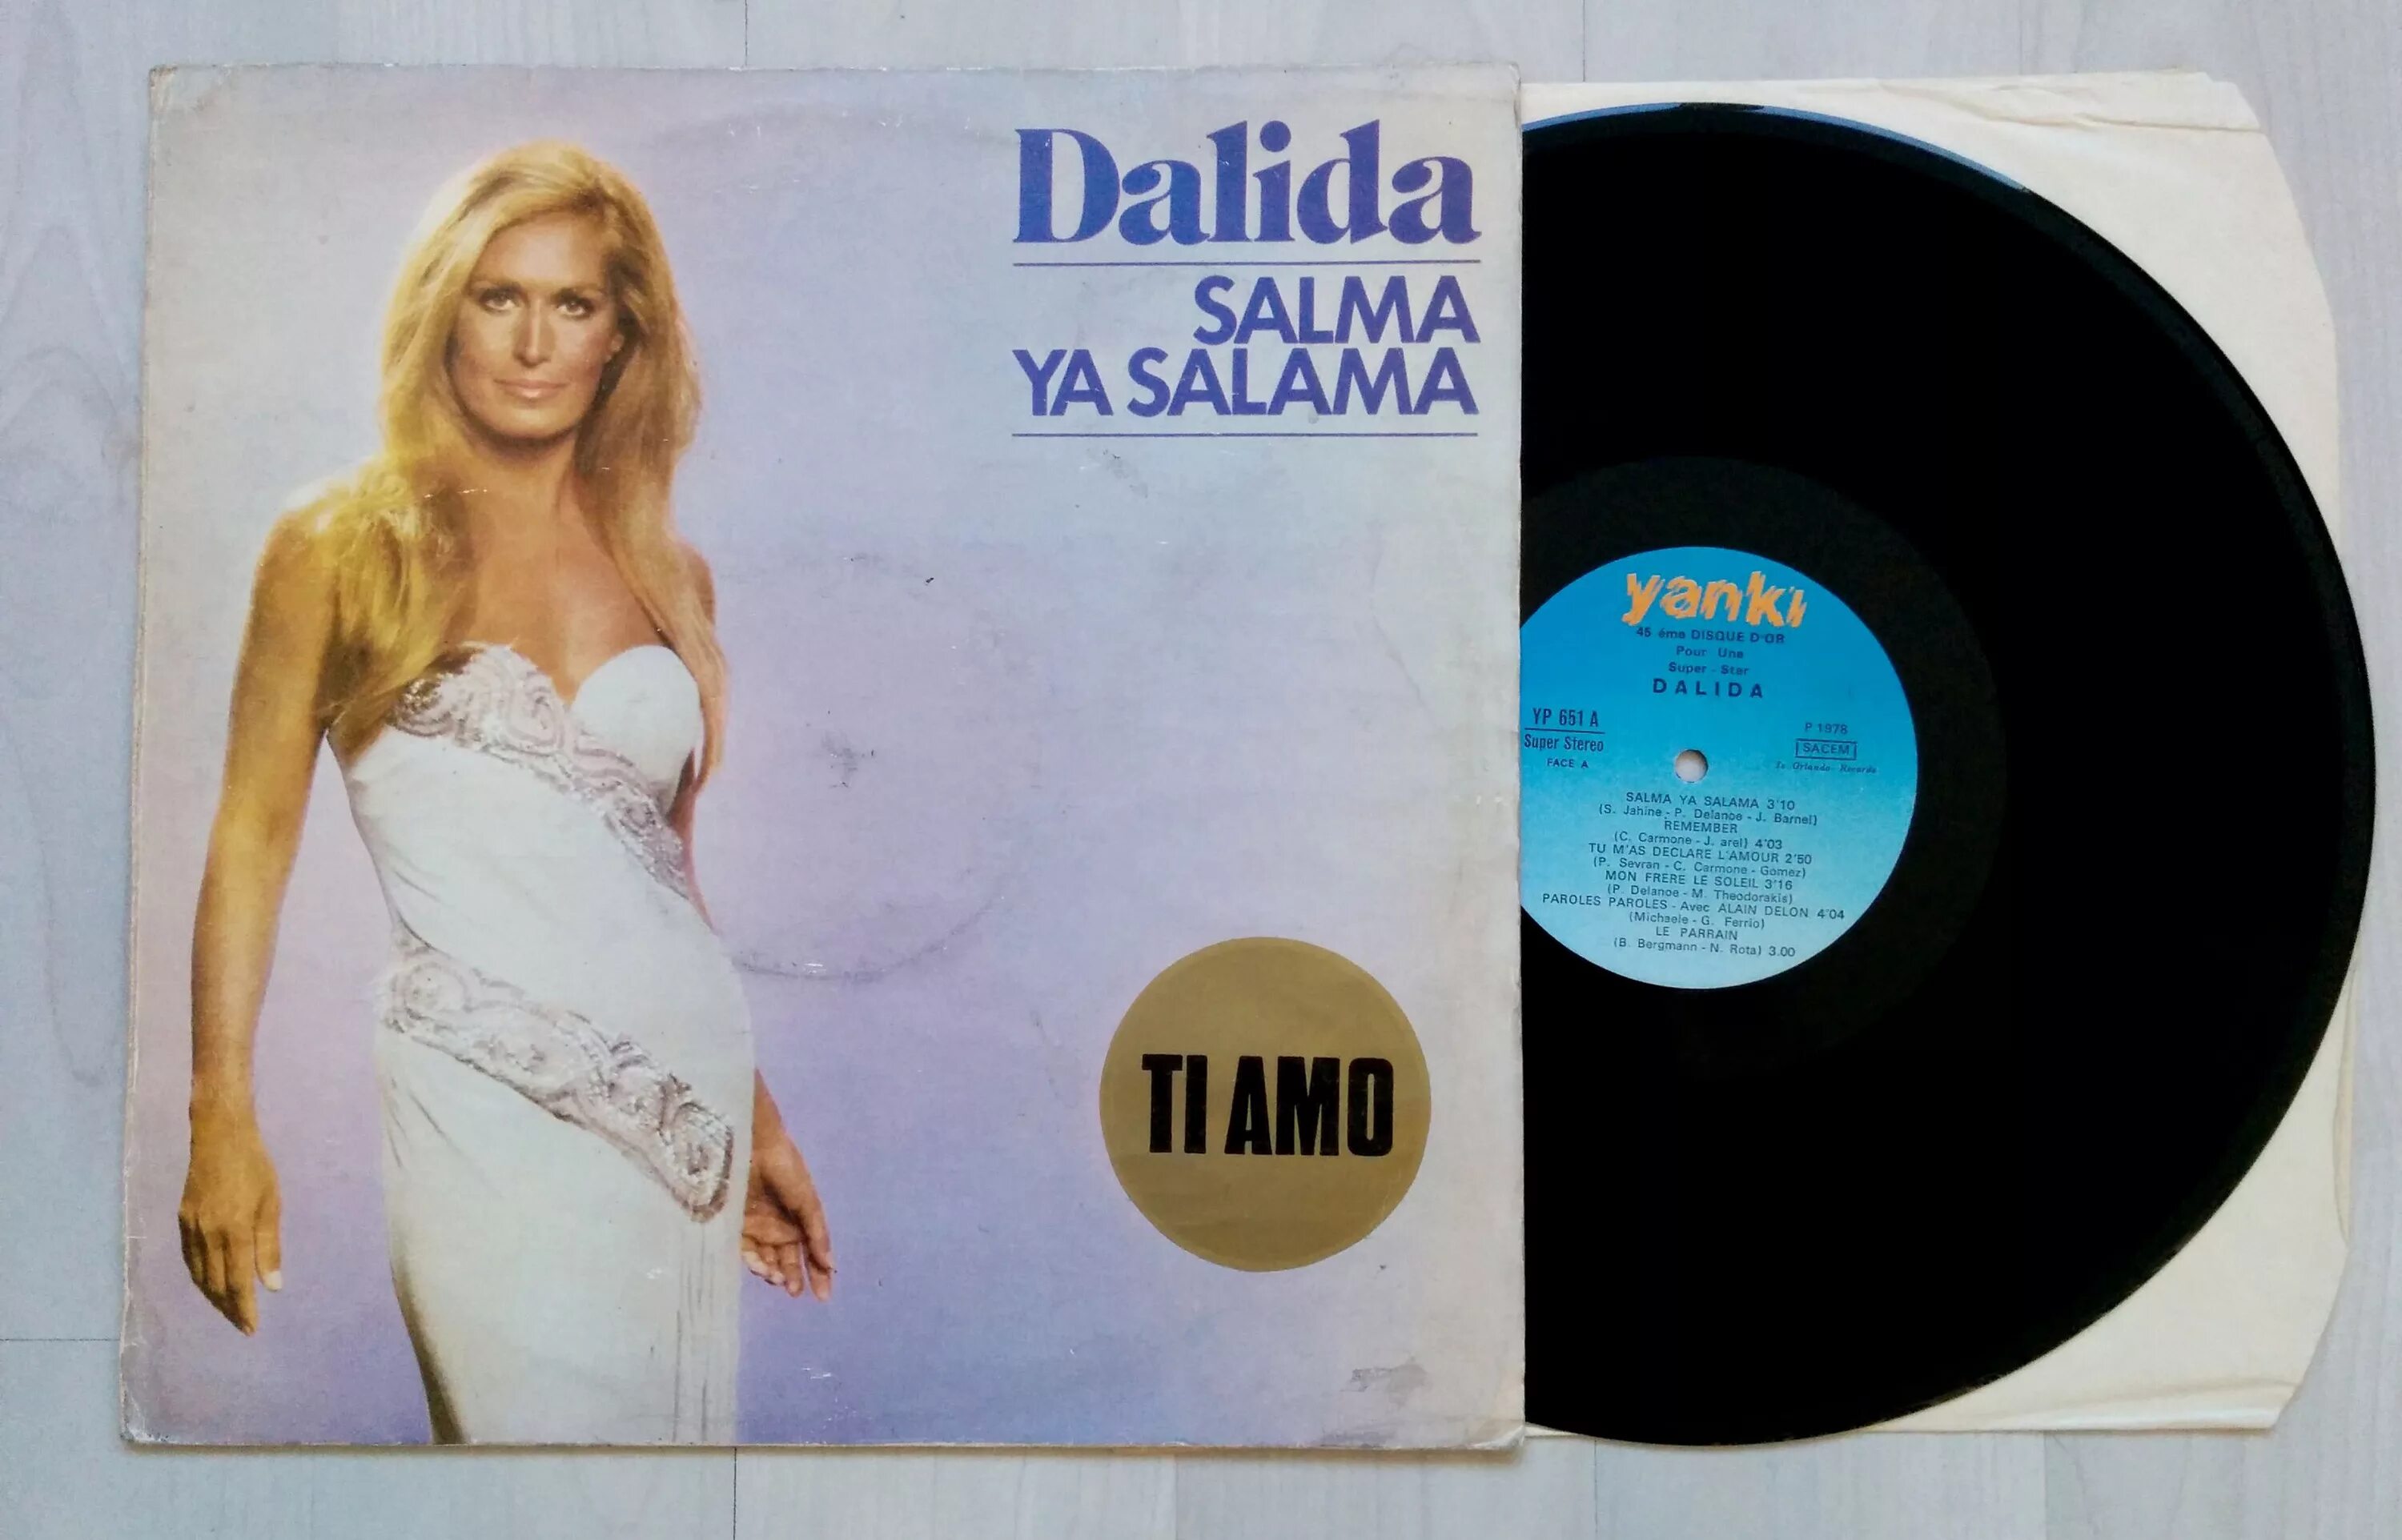 Dalida
SALMA
YA SALAMA
TI AMO
yanki
45 éme DISQUE D'OR
Pour Une
Super - Star
DALIDA
YP 651 A
Super Stereo
FACE A
P 1978
SACEM
Is Orlando Records
SALMA YA SALAMA 3'10
(S. Jahine - P. Delanoe - J. Barnel)
REMEMBER
(C. Carmone - J. arel) 4'03
TU M'AS DECLARE L'AMOUR 2'50
(P. Sevran - C. Carmone - Gomez)
MON FRERE LE SOLEIL 3'16
(P. Delanoe - M. Theodorakis)
PAROLES PAROLES - Avec ALAIN DELON 4'04
(Michaele - G. Ferrio)
LE PARRAIN
(B. Bergmann - N. Rota) 3.00